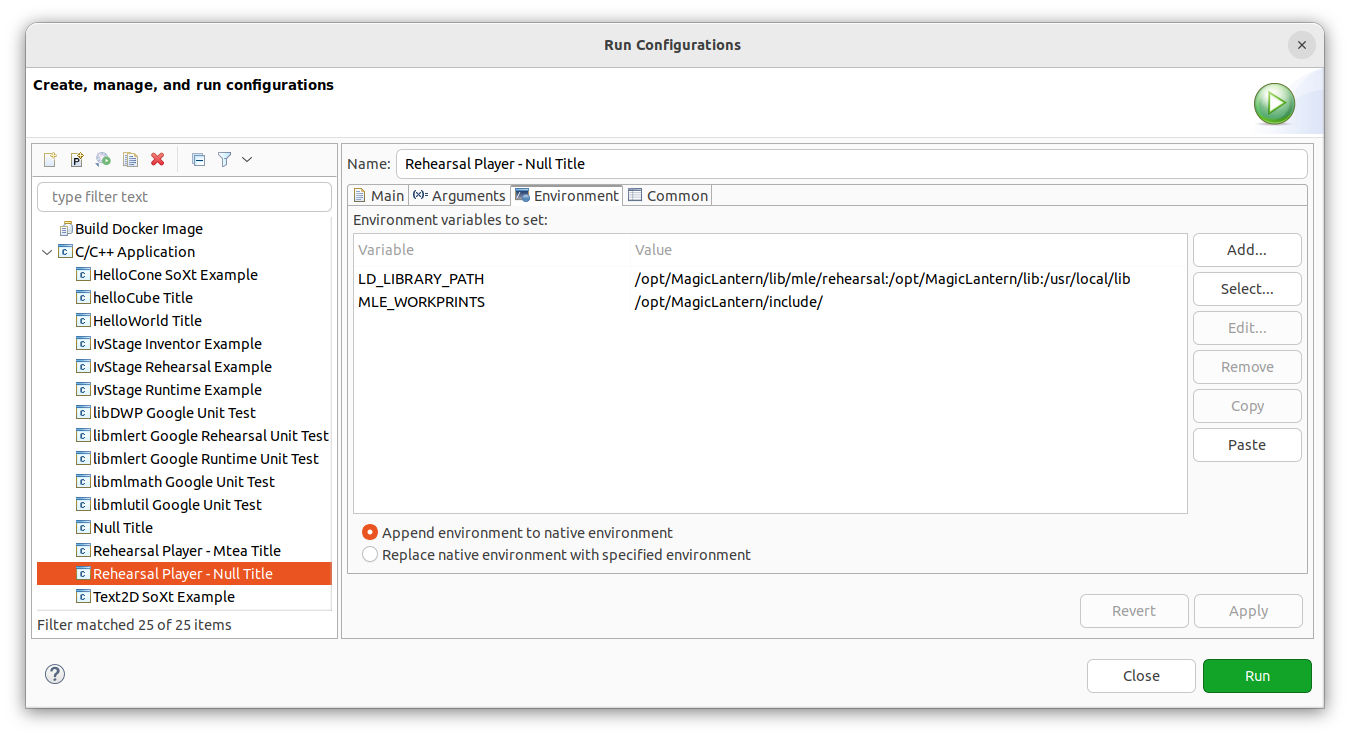 Run Configurations
Create, manage, and run configurations
type filter text
Build Docker Image
C/C++ Application
HelloCone SoXt Example
helloCube Title
HelloWorld Title
IvStage Inventor Example
IvStage Rehearsal Example
IvStage Runtime Example
libDWP Google Unit Test
libmlert Google Rehearsal Unit Test
libmlert Google Runtime Unit Test
libmlmath Google Unit Test
libmlutil Google Unit Test
Null Title
Rehearsal Player - Mtea Title
Rehearsal Player - Null Title
Text2D SoXt Example
Filter matched 25 of 25 items
Name: Rehearsal Player - Null Title
Main (x)= Arguments Environment Common
Environment variables to set:
Variable Value
LD_LIBRARY_PATH /opt/MagicLantern/lib/mle/rehearsal:/opt/MagicLantern/lib:/usr/local/lib
MLE_WORKPRINTS /opt/MagicLantern/include/
Add...
Select...
Edit...
Remove
Copy
Paste
Append environment to native environment
Replace native environment with specified environment
Revert Apply
? Close Run